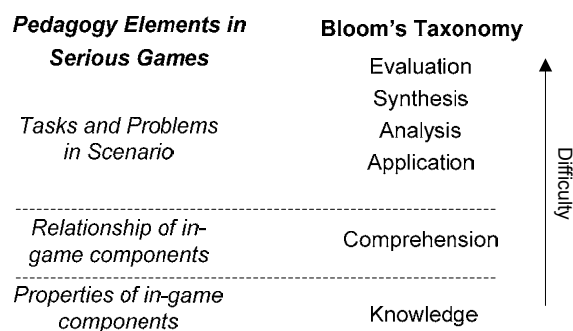 Pedagogy Elements in
Serious Games
Bloom's Taxonomy
Evaluation
Synthesis
Analysis
Application
Tasks and Problems
in Scenario
Difficulty
Relationship of in-
game components
Comprehension
Properties of in-game
components
Knowledge